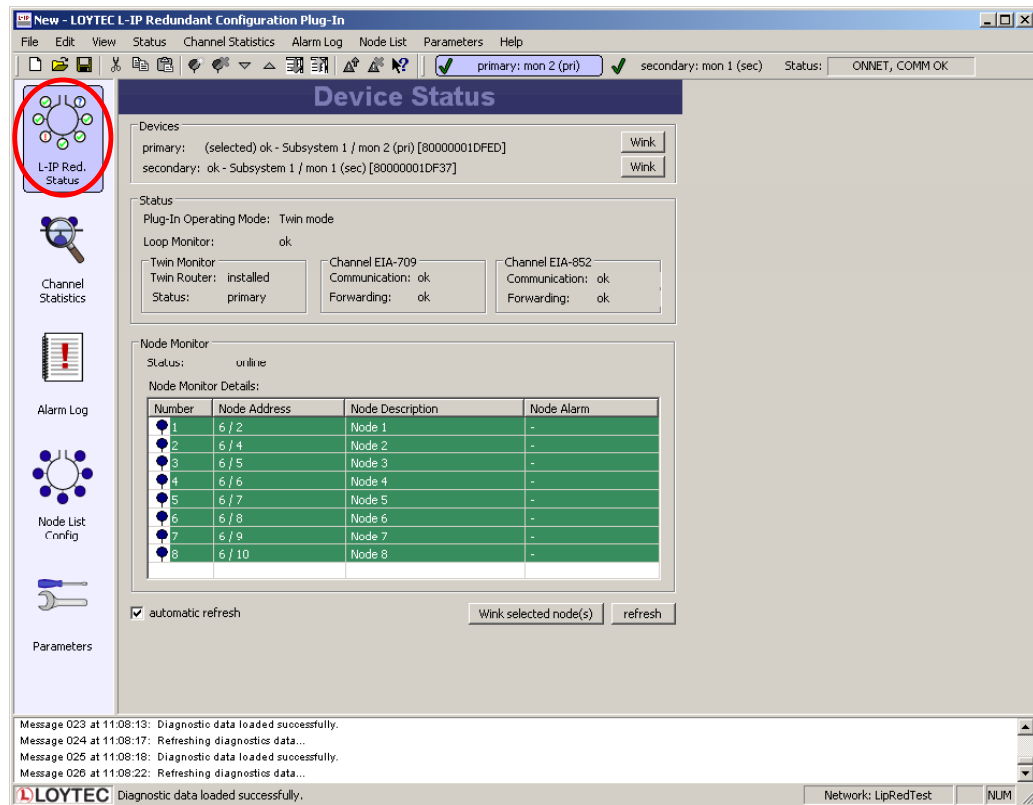 New - LOYTEC L-IP Redundant Configuration Plug-In
File Edit View Status Channel Statistics Alarm Log Node List Parameters Help
primary: mon 2 (pri) secondary: mon 1 (sec) Status: ONNET, COMM OK
L-IP Red. Status
Channel Statistics
Alarm Log
Node List Config
Parameters
Device Status
Devices
primary: (selected) ok - Subsystem 1 / mon 2 (pri) [80000001DFED] Wink
secondary: ok - Subsystem 1 / mon 1 (sec) [80000001DF37] Wink
Status
Plug-In Operating Mode: Twin mode
Loop Monitor: ok
Twin Monitor
Twin Router: installed
Status: primary
Channel EIA-709
Communication: ok
Forwarding: ok
Channel EIA-852
Communication: ok
Forwarding: ok
Node Monitor
Status: online
Node Monitor Details:
Number Node Address Node Description Node Alarm
1 6 / 2 Node 1 -
2 6 / 4 Node 2 -
3 6 / 5 Node 3 -
4 6 / 6 Node 4 -
5 6 / 7 Node 5 -
6 6 / 8 Node 6 -
7 6 / 9 Node 7 -
8 6 / 10 Node 8 -
automatic refresh Wink selected node(s) refresh
Message 023 at 11:08:13: Diagnostic data loaded successfully.
Message 024 at 11:08:17: Refreshing diagnostics data...
Message 025 at 11:08:18: Diagnostic data loaded successfully.
Message 026 at 11:08:22: Refreshing diagnostics data...
LOYTEC Diagnostic data loaded successfully. Network: LipRedTest NUM